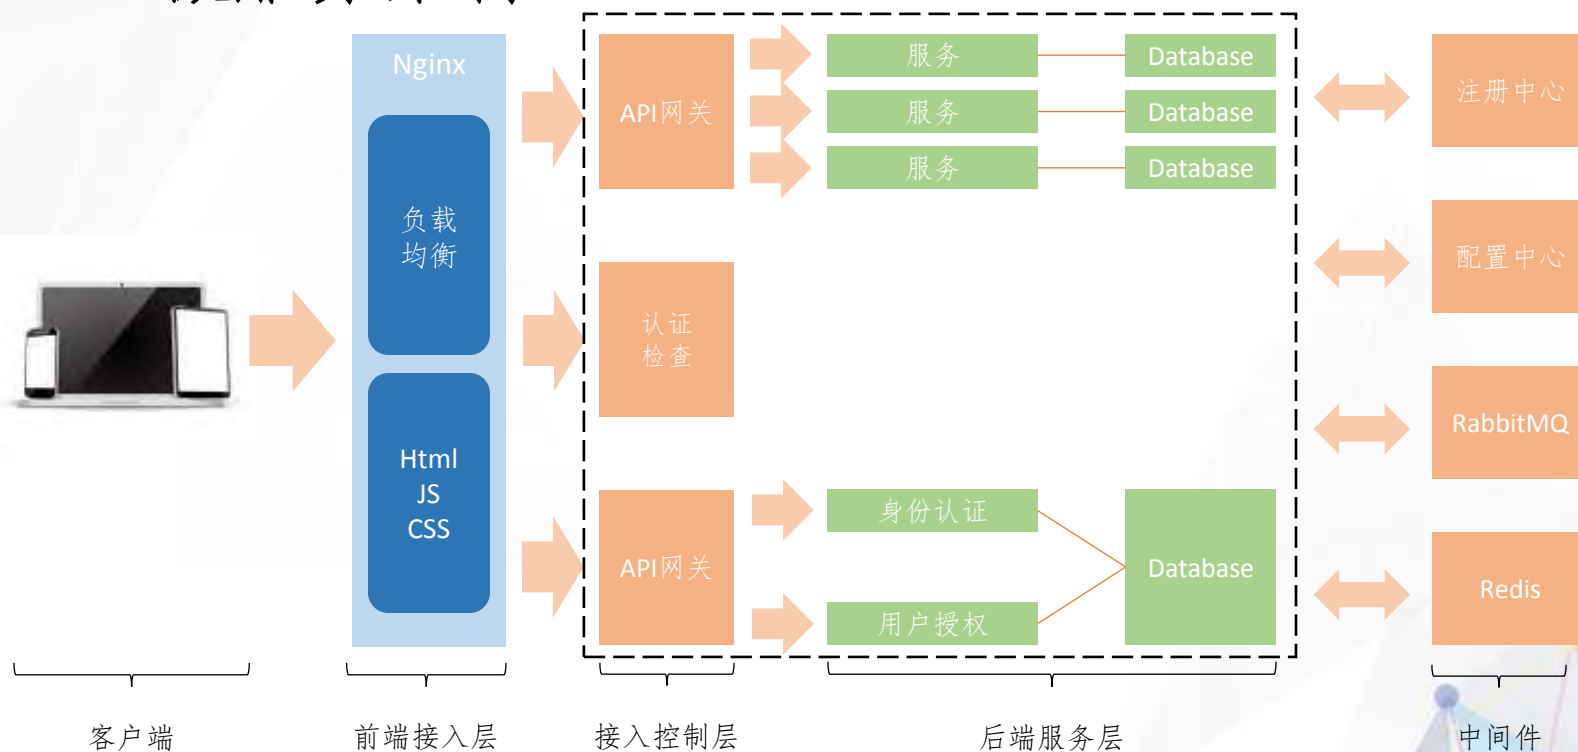 Nginx
负载
均衡
Html
JS
CSS
API网关
服务
Database
服务
Database
服务
Database
认证
检查
API网关
身份认证
用户授权
Database
注册中心
配置中心
RabbitMQ
Redis
客户端
前端接入层
接入控制层
后端服务层
中间件